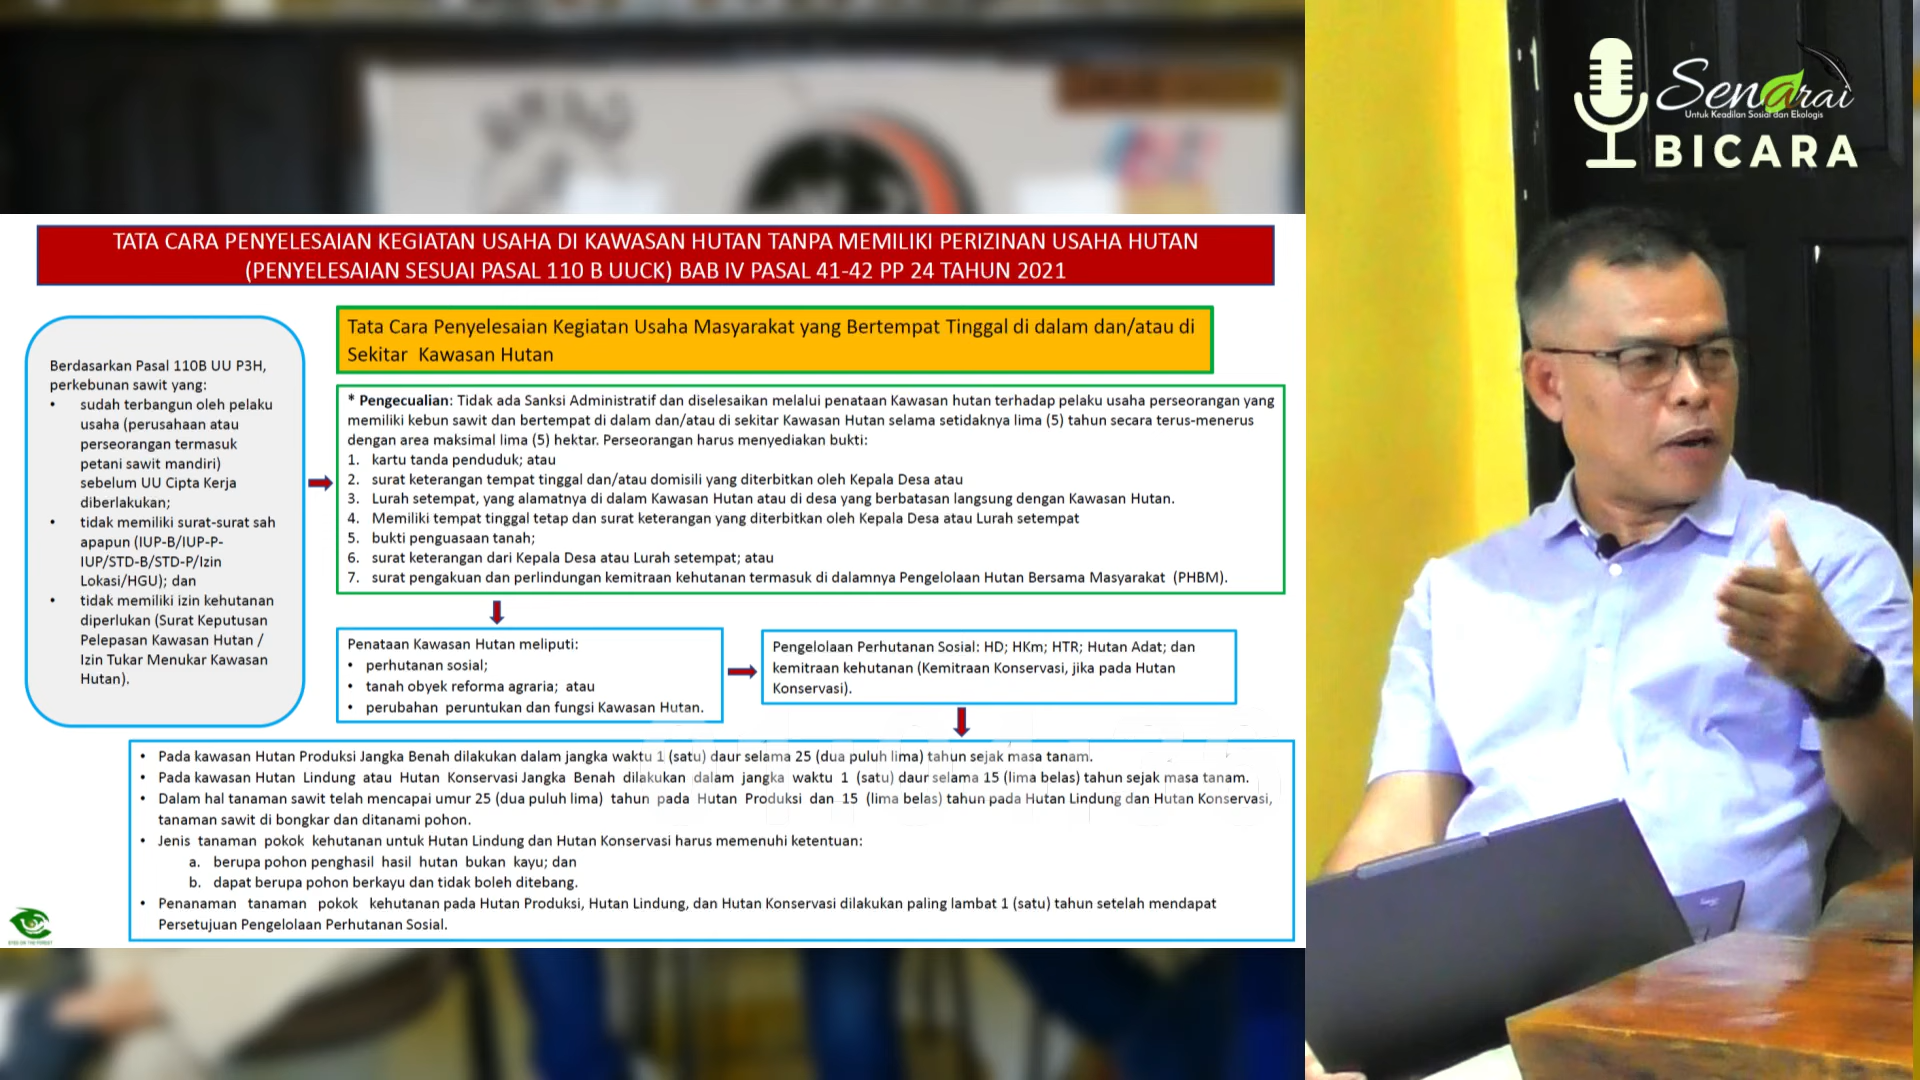 TATA CARA PENYELESAIAN KEGIATAN USAHA DI KAWASAN HUTAN TANPA MEMILIKI PERIZINAN USAHA HUTAN
(PENYELESAIAN SESUAI PASAL 110 B UUCK) BAB IV PASAL 41-42 PP 24 TAHUN 2021
Berdasarkan Pasal 110B UU P3H,
perkebunan sawit yang:
• sudah terbangun oleh pelaku
usaha (perusahaan atau
perseorangan termasuk
petani sawit mandiri)
sebelum UU Cipta Kerja
diberlakukan;
• tidak memiliki surat-surat sah
apapun (IUP-B/IUP-P-
IUP/STD-B/STD-P/Izin
Lokasi/HGU); dan
• tidak memiliki izin kehutanan
diperlukan (Surat Keputusan
Pelepasan Kawasan Hutan /
Izin Tukar Menukar Kawasan
Hutan).
Tata Cara Penyelesaian Kegiatan Usaha Masyarakat yang Bertempat Tinggal di dalam dan/atau di
Sekitar Kawasan Hutan
* Pengecualian: Tidak ada Sanksi Administratif dan diselesaikan melalui penataan Kawasan hutan terhadap pelaku usaha perseorangan yang
memiliki kebun sawit dan bertempat di dalam dan/atau di sekitar Kawasan Hutan selama setidaknya lima (5) tahun secara terus-menerus
dengan area maksimal lima (5) hektar. Perseorangan harus menyediakan bukti:
1. kartu tanda penduduk; atau
2. surat keterangan tempat tinggal dan/atau domisili yang diterbitkan oleh Kepala Desa atau
3. Lurah setempat, yang alamatnya di dalam Kawasan Hutan atau di desa yang berbatasan langsung dengan Kawasan Hutan.
4. Memiliki tempat tinggal tetap dan surat keterangan yang diterbitkan oleh Kepala Desa atau Lurah setempat
5. bukti penguasaan tanah;
6. surat keterangan dari Kepala Desa atau Lurah setempat; atau
7. surat pengakuan dan perlindungan kemitraan kehutanan termasuk di dalamnya Pengelolaan Hutan Bersama Masyarakat (PHBM).
Penataan Kawasan Hutan meliputi:
• perhutanan sosial;
• tanah obyek reforma agraria; atau
• perubahan peruntukan dan fungsi Kawasan Hutan.
Pengelolaan Perhutanan Sosial: HD; HKm; HTR; Hutan Adat; dan
kemitraan kehutanan (Kemitraan Konservasi, jika pada Hutan
Konservasi).
• Pada kawasan Hutan Produksi Jangka Benah dilakukan dalam jangka waktu 1 (satu) daur selama 25 (dua puluh lima) tahun sejak masa tanam.
• Pada kawasan Hutan Lindung atau Hutan Konservasi Jangka Benah dilakukan dalam jangka waktu 1 (satu) daur selama 15 (lima belas) tahun sejak masa tanam.
• Dalam hal tanaman sawit telah mencapai umur 25 (dua puluh lima) tahun pada Hutan Produksi dan 15 (lima belas) tahun pada Hutan Lindung dan Hutan Konservasi,
tanaman sawit di bongkar dan ditanami pohon.
• Jenis tanaman pokok kehutanan untuk Hutan Lindung dan Hutan Konservasi harus memenuhi ketentuan:
a. berupa pohon penghasil hasil hutan bukan kayu; dan
b. dapat berupa pohon berkayu dan tidak boleh ditebang.
• Penanaman tanaman pokok kehutanan pada Hutan Produksi, Hutan Lindung, dan Hutan Konservasi dilakukan paling lambat 1 (satu) tahun setelah mendapat
Persetujuan Pengelolaan Perhutanan Sosial.
EYES ON THE FOREST
Senarai
Untuk Keadilan Sosial dan Ekologis
BICARA